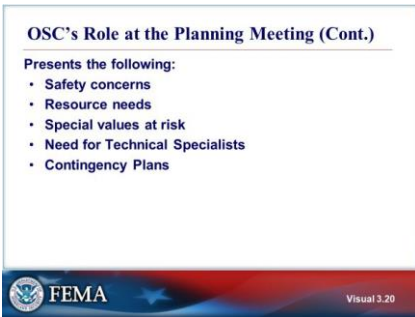 OSC's Role at the Planning Meeting (Cont.)
Presents the following:
• Safety concerns
• Resource needs
• Special values at risk
• Need for Technical Specialists
• Contingency Plans
FEMA
Visual 3.20